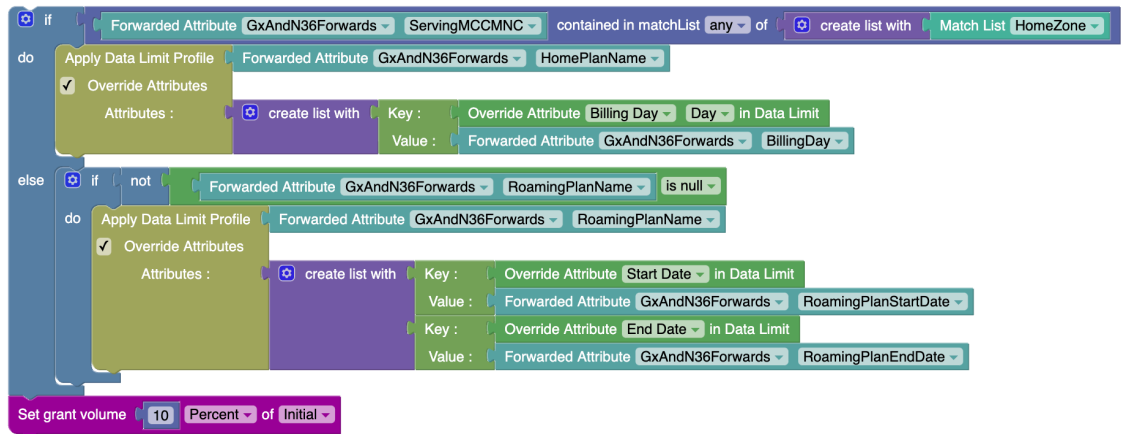 if Forwarded Attribute GxAndN36Forwards ServingMCCMNC contained in matchList any of create list with Match List HomeZone
do Apply Data Limit Profile Forwarded Attribute GxAndN36Forwards HomePlanName
✓ Override Attributes
Attributes : create list with Key : Override Attribute Billing Day Day in Data Limit
Value : Forwarded Attribute GxAndN36Forwards BillingDay
else if not Forwarded Attribute GxAndN36Forwards RoamingPlanName is null
do Apply Data Limit Profile Forwarded Attribute GxAndN36Forwards RoamingPlanName
✓ Override Attributes
Attributes : create list with Key : Override Attribute Start Date in Data Limit
Value : Forwarded Attribute GxAndN36Forwards RoamingPlanStartDate
Key : Override Attribute End Date in Data Limit
Value : Forwarded Attribute GxAndN36Forwards RoamingPlanEndDate
Set grant volume 10 Percent of Initial